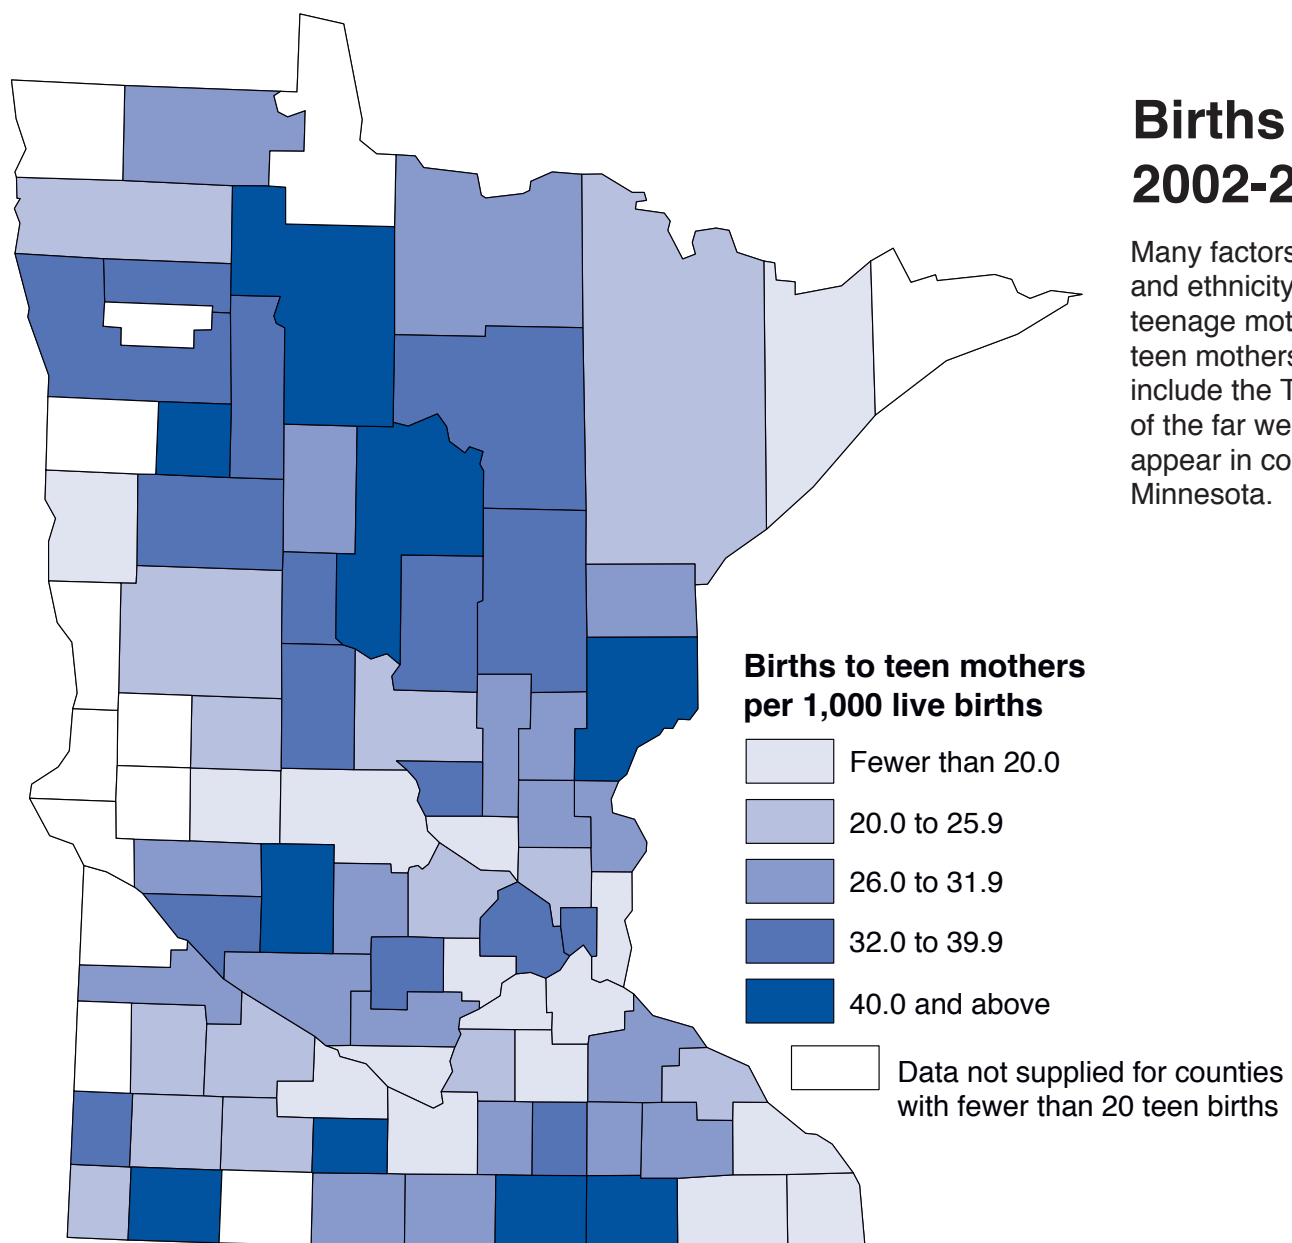 Births
2002-2
Many factors
and ethnicity
teenage mot
teen mothers
include the T
of the far we
appear in co
Minnesota.
Births to teen mothers
per 1,000 live births
Fewer than 20.0
20.0 to 25.9
26.0 to 31.9
32.0 to 39.9
40.0 and above
Data not supplied for counties
with fewer than 20 teen births